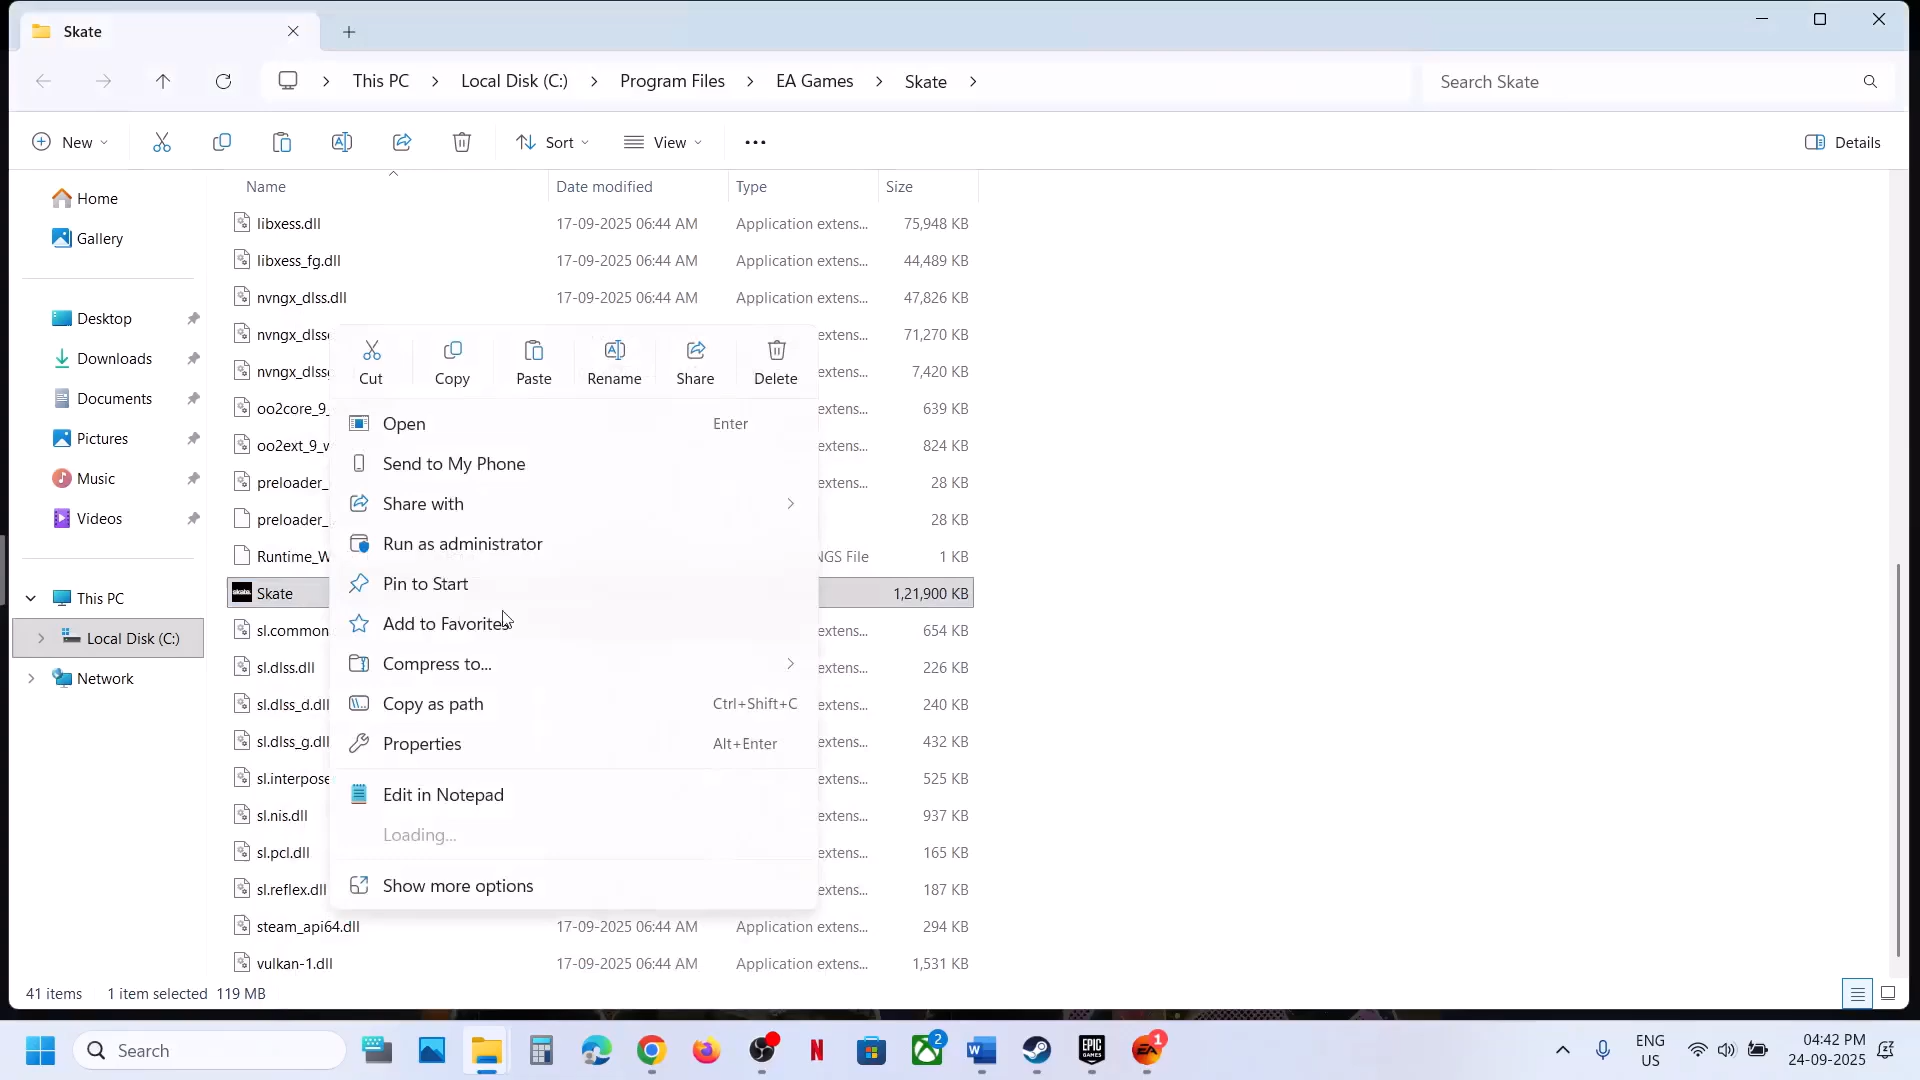 Skate
This PC
Local Disk (C:)
Program Files
EA Games
Skate
Search Skate
New
Sort
View
Details
Name
Date modified
Type
Size
Home
Gallery
Desktop
Downloads
Documents
Pictures
Music
Videos
This PC
Local Disk (C:)
Network
libxess.dll 17-09-2025 06:44 AM Application extens... 75,948 KB
libxess_fg.dll 17-09-2025 06:44 AM Application extens... 44,489 KB
nvngx_dlss.dll 17-09-2025 06:44 AM Application extens... 47,826 KB
nvngx_dlss extens... 71,270 KB
nvngx_dlss extens... 7,420 KB
oo2core_9_ extens... 639 KB
oo2ext_9_w extens... 824 KB
preloader_ extens... 28 KB
preloader_ 28 KB
Runtime_W NGS File 1 KB
Skate 1,21,900 KB
sl.common extens... 654 KB
sl.dlss.dll extens... 226 KB
sl.dlss_d.dll extens... 240 KB
sl.dlss_g.dll extens... 432 KB
sl.interpose extens... 525 KB
sl.nis.dll extens... 937 KB
sl.pcl.dll extens... 165 KB
sl.reflex.dll extens... 187 KB
steam_api64.dll 17-09-2025 06:44 AM Application extens... 294 KB
vulkan-1.dll 17-09-2025 06:44 AM Application extens... 1,531 KB
Cut
Copy
Paste
Rename
Share
Delete
Open Enter
Send to My Phone
Share with
Run as administrator
Pin to Start
Add to Favorites
Compress to...
Copy as path Ctrl+Shift+C
Properties Alt+Enter
Edit in Notepad
Loading...
Show more options
41 items 1 item selected 119 MB
Search
ENG
US
04:42 PM
24-09-2025
2
1
EPIC
GAMES
EA
W
N